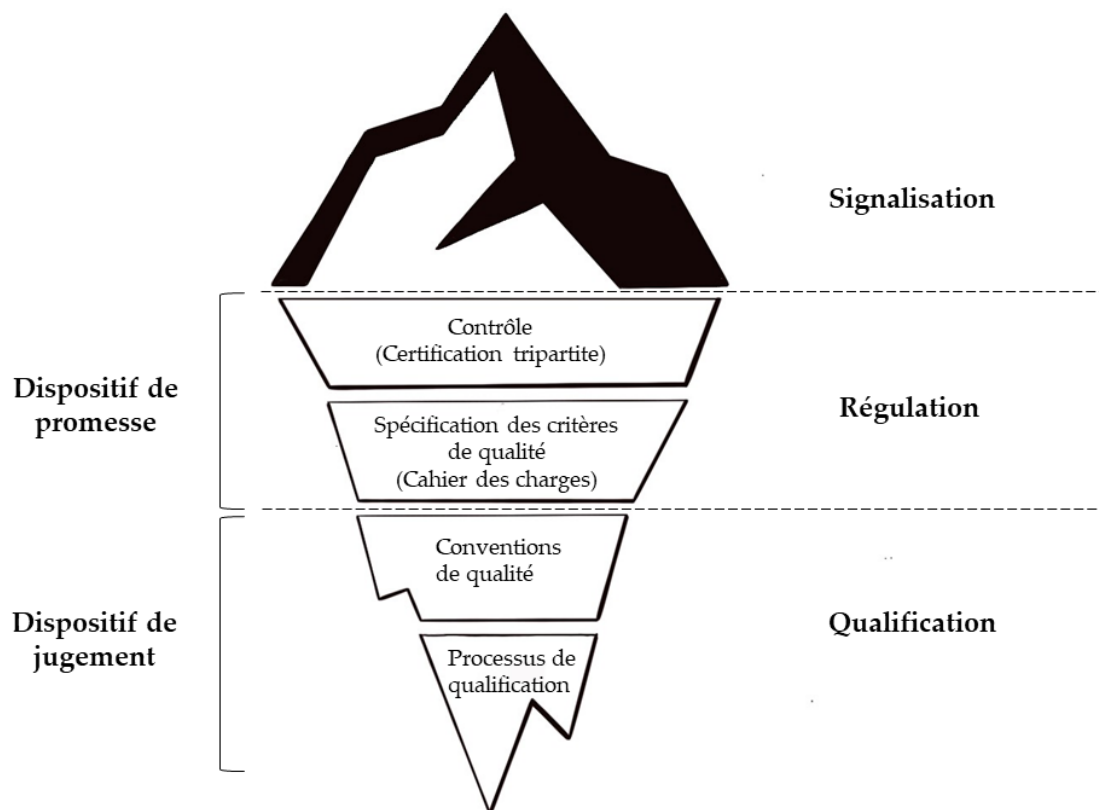 Signalisation
Contrôle
(Certification tripartite)
Dispositif de
promesse
Régulation
Spécification des critères
de qualité
(Cahier des charges)
Conventions
de qualité
Dispositif de
jugement
Qualification
Processus de
qualification